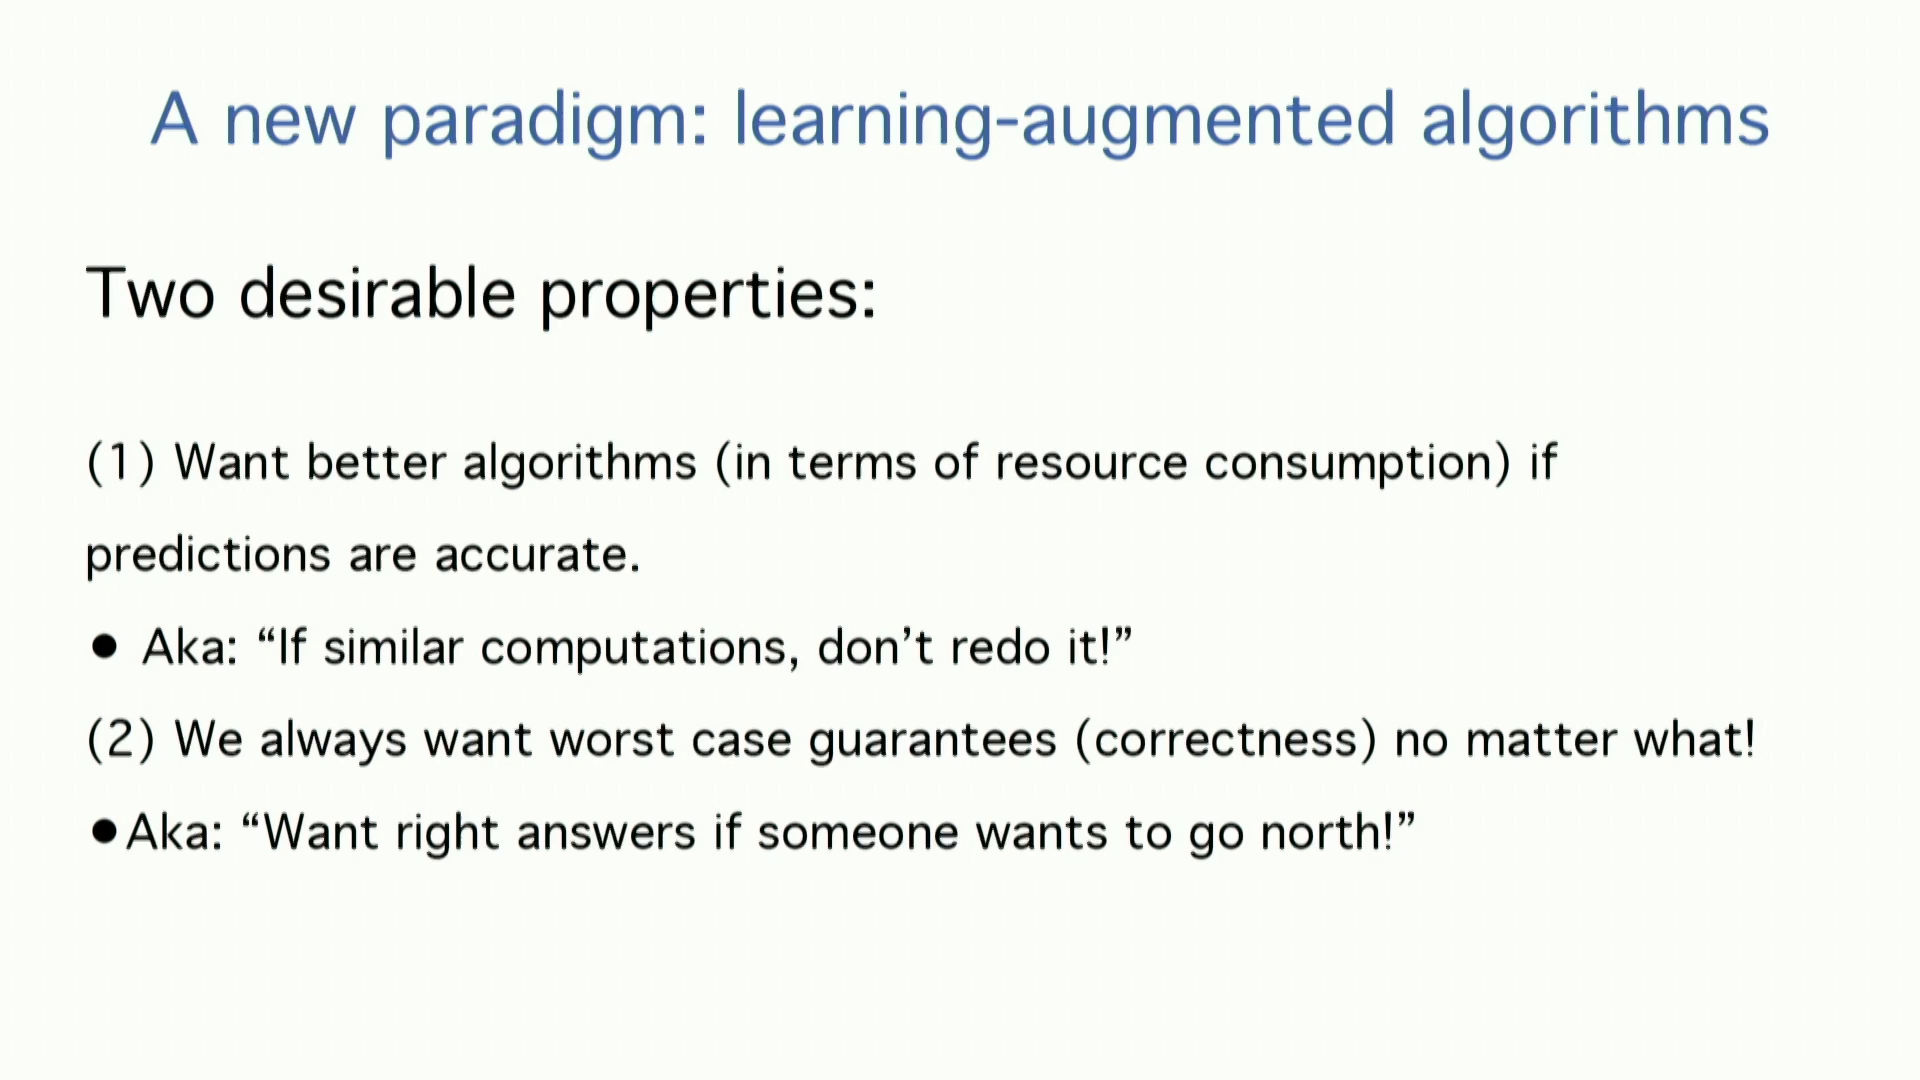 A new paradigm: learning-augmented algorithms
Two desirable properties:
(1) Want better algorithms (in terms of resource consumption) if
predictions are accurate.
● Aka: “If similar computations, don’t redo it!”
(2) We always want worst case guarantees (correctness) no matter what!
●Aka: “Want right answers if someone wants to go north!”